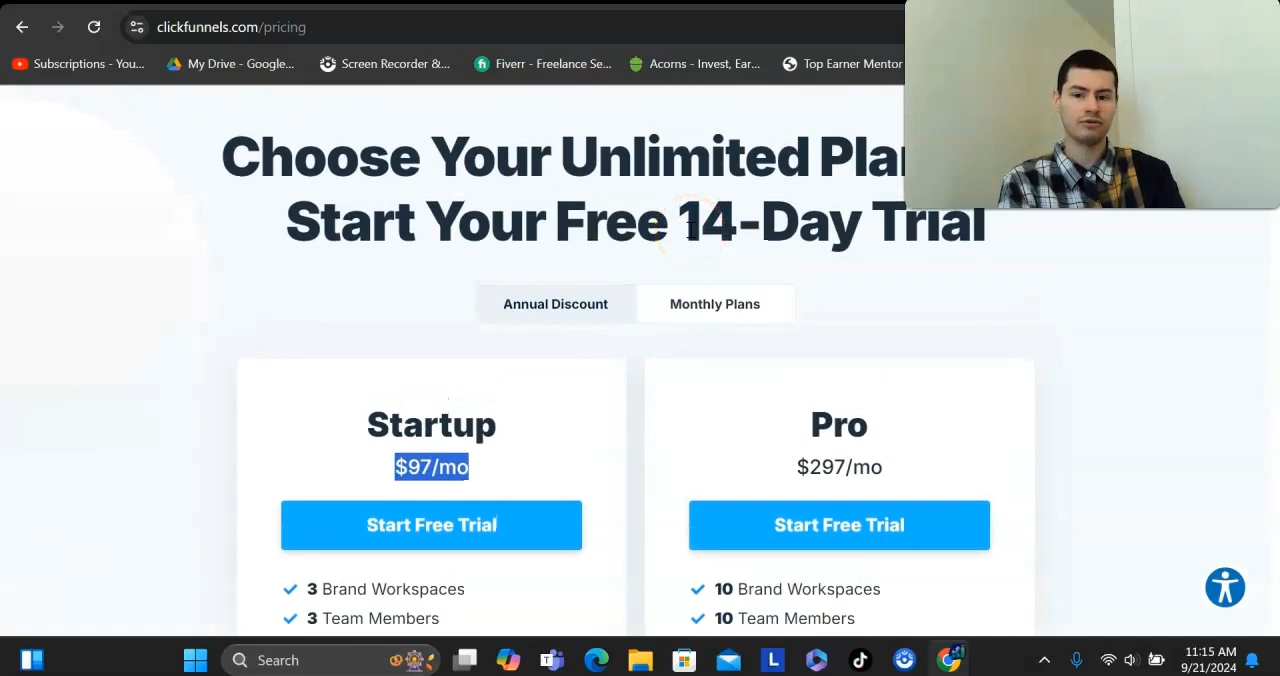 clickfunnels.com/pricing
Subscriptions - You...
My Drive - Google...
Screen Recorder &...
Fiverr - Freelance Se...
Acorns - Invest, Ear...
Top Earner Mentor
Choose Your Unlimited Plan
Start Your Free 14-Day Trial
Annual Discount
Monthly Plans
Startup
$97/mo
Start Free Trial
3 Brand Workspaces
3 Team Members
Pro
$297/mo
Start Free Trial
10 Brand Workspaces
10 Team Members
Search
11:15 AM
9/21/2024